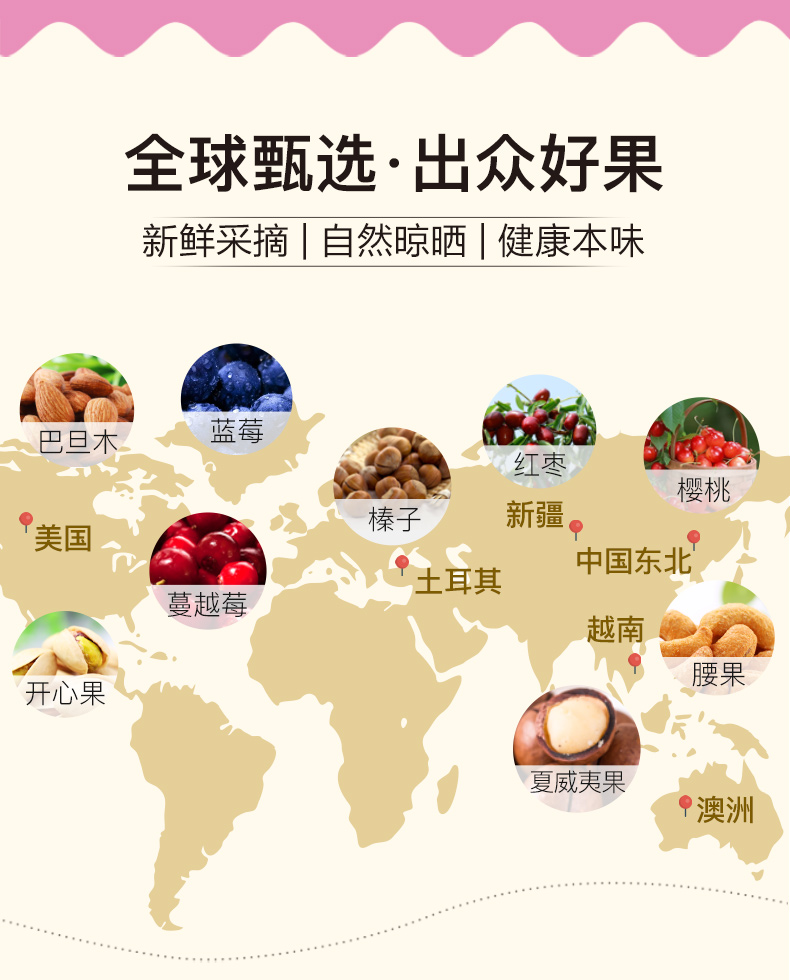 全球甄选·出众好果
新鲜采摘 | 自然晾晒 | 健康本味
巴旦木
蓝莓
红枣
樱桃
榛子
新疆
美国
中国东北
土耳其
蔓越莓
越南
腰果
开心果
夏威夷果
澳洲